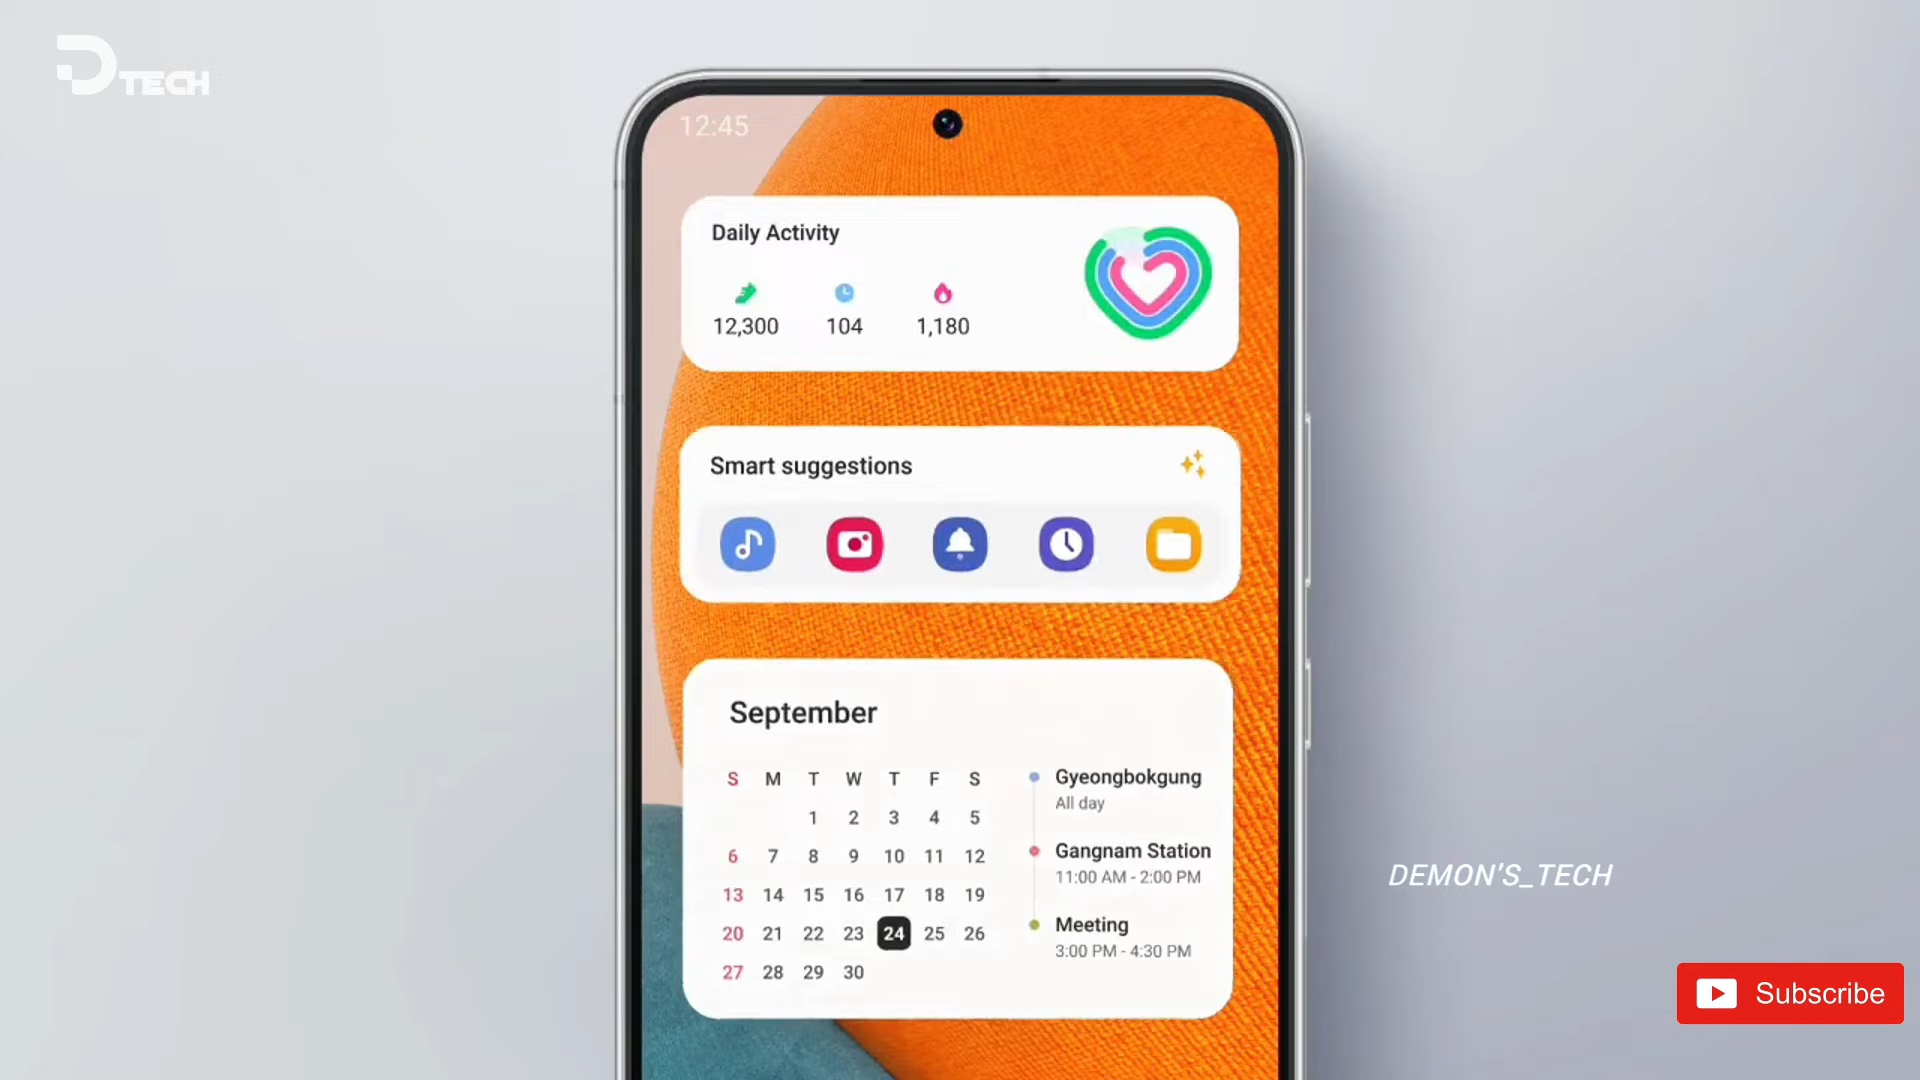 D TECH
12:45
Daily Activity
12,300 104 1,180
Smart suggestions
September
S M T W T F S
1 2 3 4 5
6 7 8 9 10 11 12
13 14 15 16 17 18 19
20 21 22 23 24 25 26
27 28 29 30
Gyeongbokgung
All day
Gangnam Station
11:00 AM - 2:00 PM
Meeting
3:00 PM - 4:30 PM
DEMON'S_TECH
Subscribe